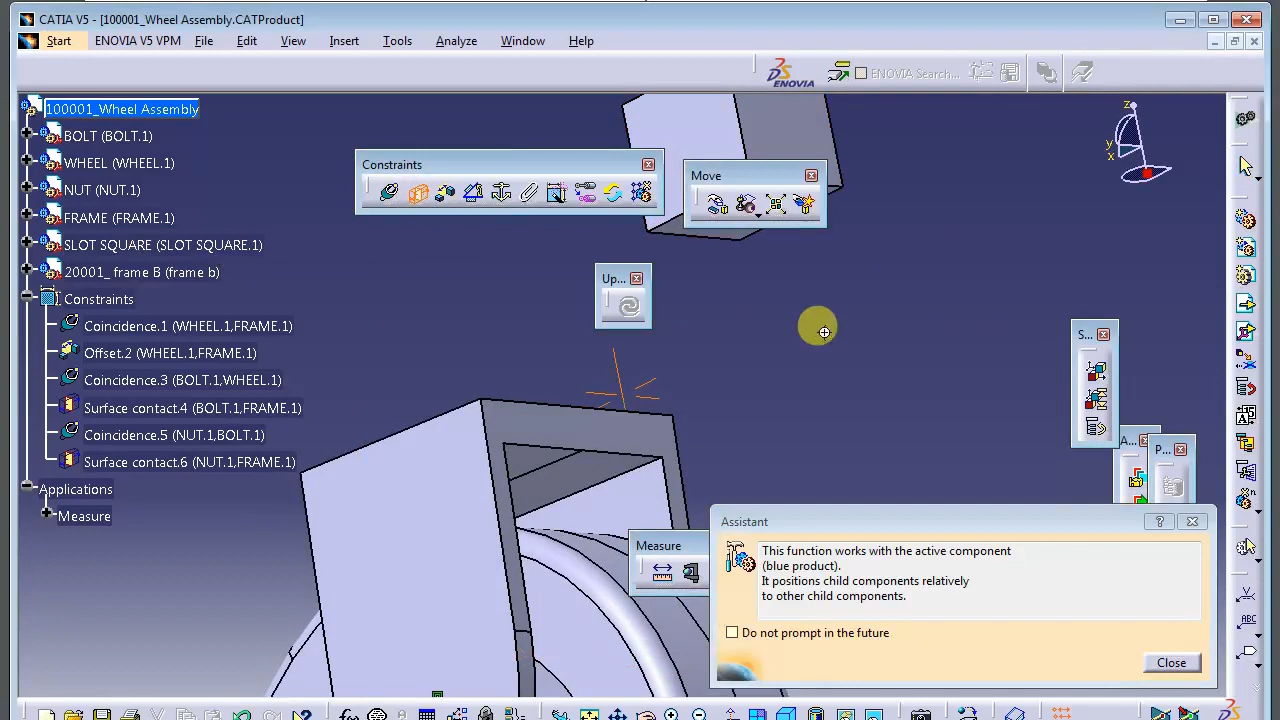 CATIA V5 - [100001_Wheel Assembly.CATProduct]
Start ENOVIA V5 VPM File Edit View Insert Tools Analyze Window Help
ENOVIA
ENOVIA Search...
100001_Wheel Assembly
BOLT (BOLT.1)
WHEEL (WHEEL.1)
NUT (NUT.1)
FRAME (FRAME.1)
SLOT SQUARE (SLOT SQUARE.1)
20001_ frame B (frame b)
Constraints
Coincidence.1 (WHEEL.1,FRAME.1)
Offset.2 (WHEEL.1,FRAME.1)
Coincidence.3 (BOLT.1,WHEEL.1)
Surface contact.4 (BOLT.1,FRAME.1)
Coincidence.5 (NUT.1,BOLT.1)
Surface contact.6 (NUT.1,FRAME.1)
Applications
Measure
Constraints
Move
Up...
z
y
x
S...
A...
P...
Measure
Assistant
?
This function works with the active component
(blue product).
It positions child components relatively
to other child components.
Do not prompt in the future
Close
ABC
f(x)